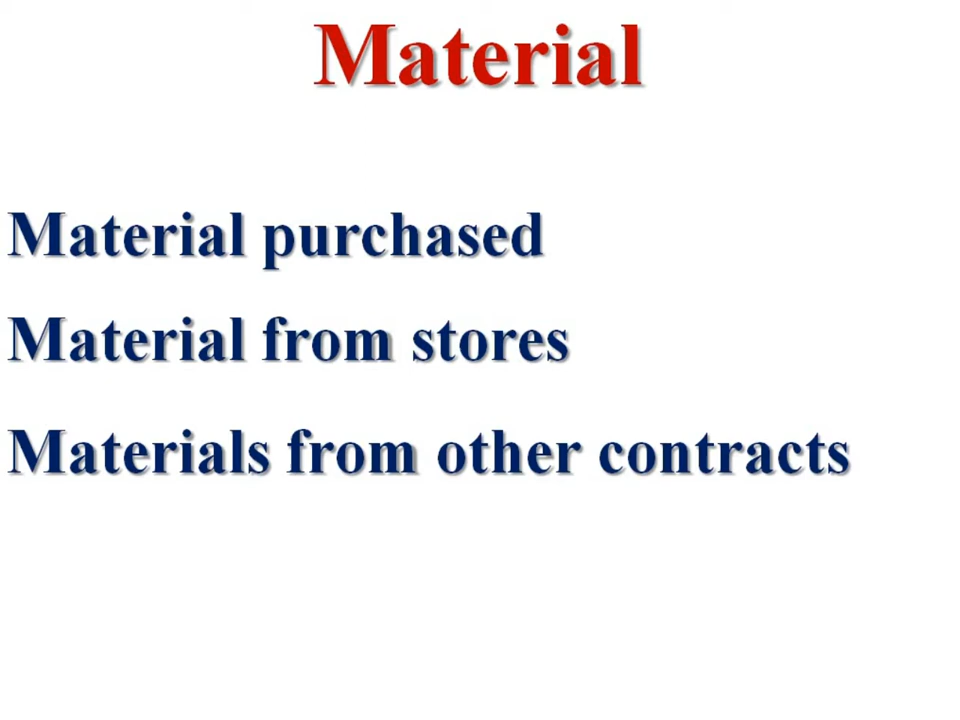 Material
Material purchased
Material from stores
Materials from other contracts